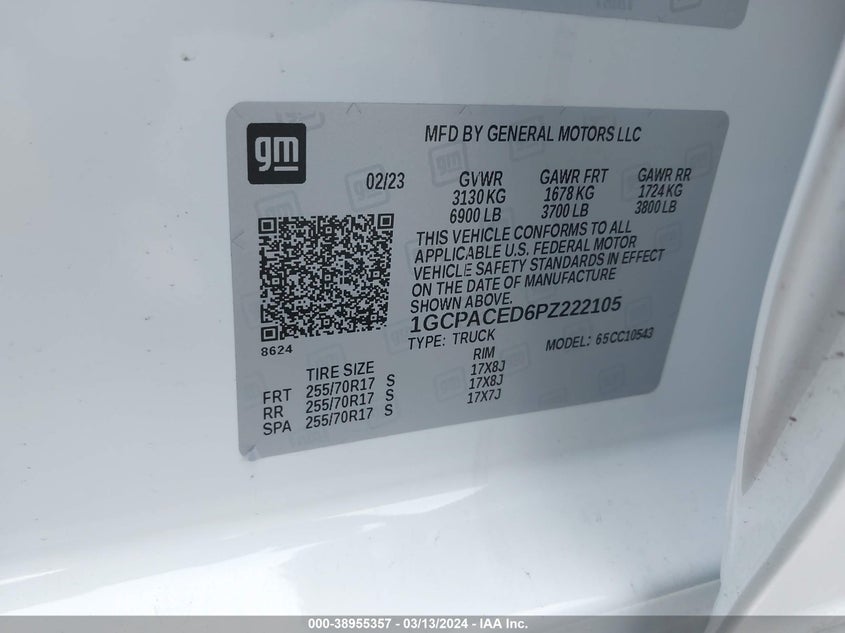 gm
MFD BY GENERAL MOTORS LLC
02/23 GVWR GAWR FRT GAWR RR
3130 KG 1678 KG 1724 KG
6900 LB 3700 LB 3800 LB
THIS VEHICLE CONFORMS TO ALL
APPLICABLE U.S. FEDERAL MOTOR
VEHICLE SAFETY STANDARDS IN EFFECT
ON THE DATE OF MANUFACTURE
SHOWN ABOVE.
1GCPACED6PZ222105
TYPE: TRUCK MODEL: 65CC10543
8624
TIRE SIZE RIM
FRT 255/70R17 S 17X8J
RR 255/70R17 S 17X8J
SPA 255/70R17 S 17X7J
000-38955357 - 03/13/2024 - IAA Inc.